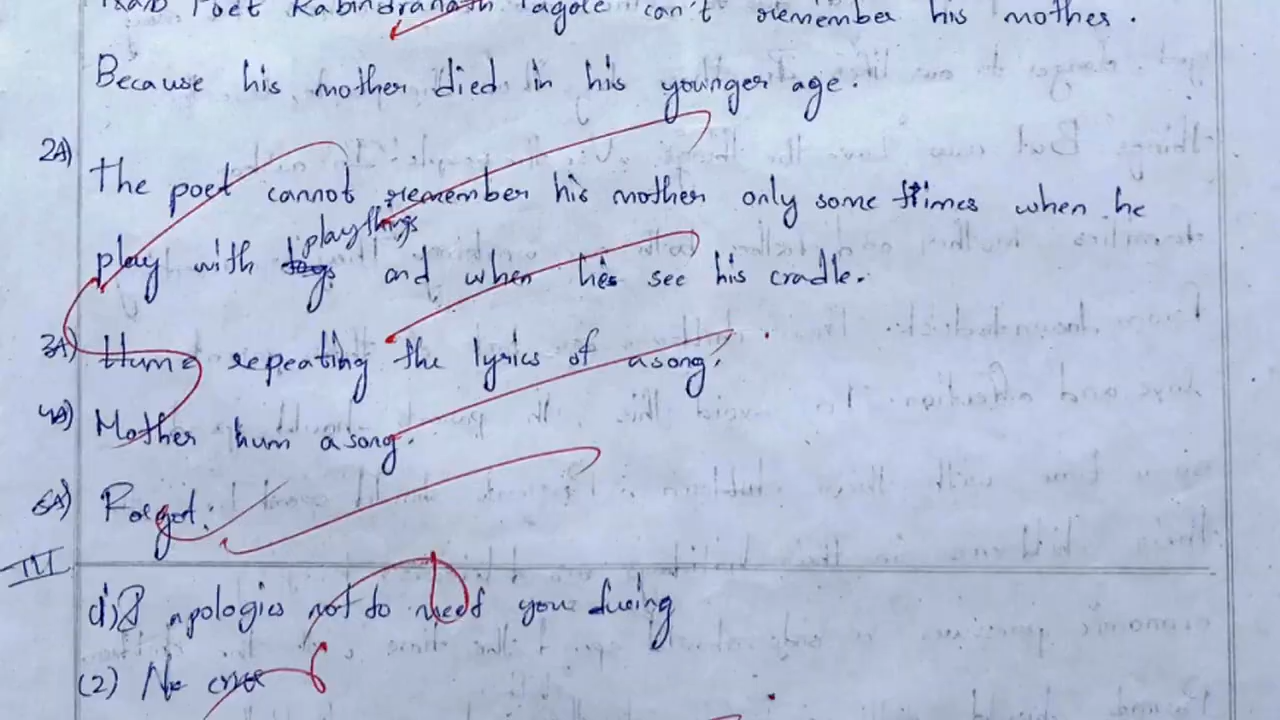 Poet Rabindranath Tagore can't remember his mother.
Because his mother died in his younger age.
2A) The poet cannot remember his mother only some times when he
playthings
play with and when he see his cradle.
3A) Hum = repeating the lyrics of a song.
4A) Mother hum a song.
5A) Forgot.
III
(1) apologies not to need you during
(2) No error